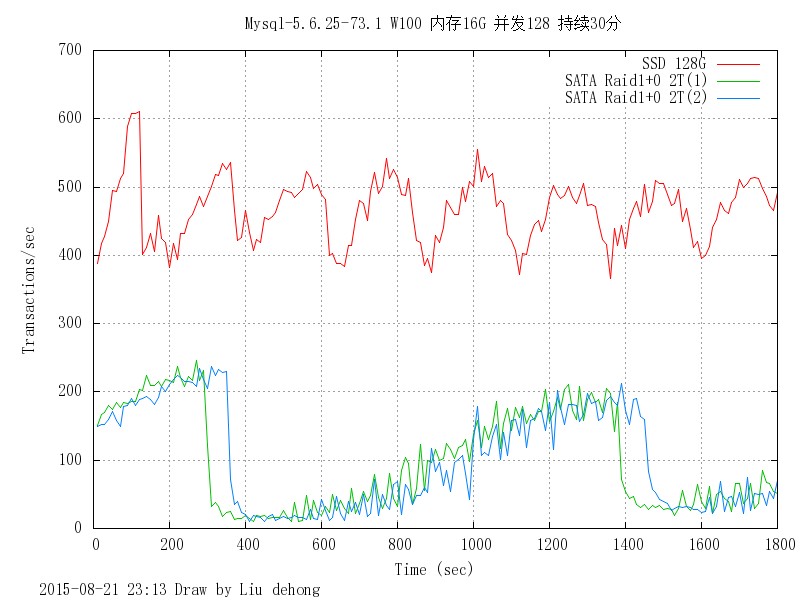 Mysql-5.6.25-73.1 W100 内存16G 并发128 持续30分
700
600
500
400
300
200
100
0
Transactions/sec
SSD 128G
SATA Raid1+0 2T(1)
SATA Raid1+0 2T(2)
0 200 400 600 800 1000 1200 1400 1600 1800
Time (sec)
2015-08-21 23:13 Draw by Liu dehong